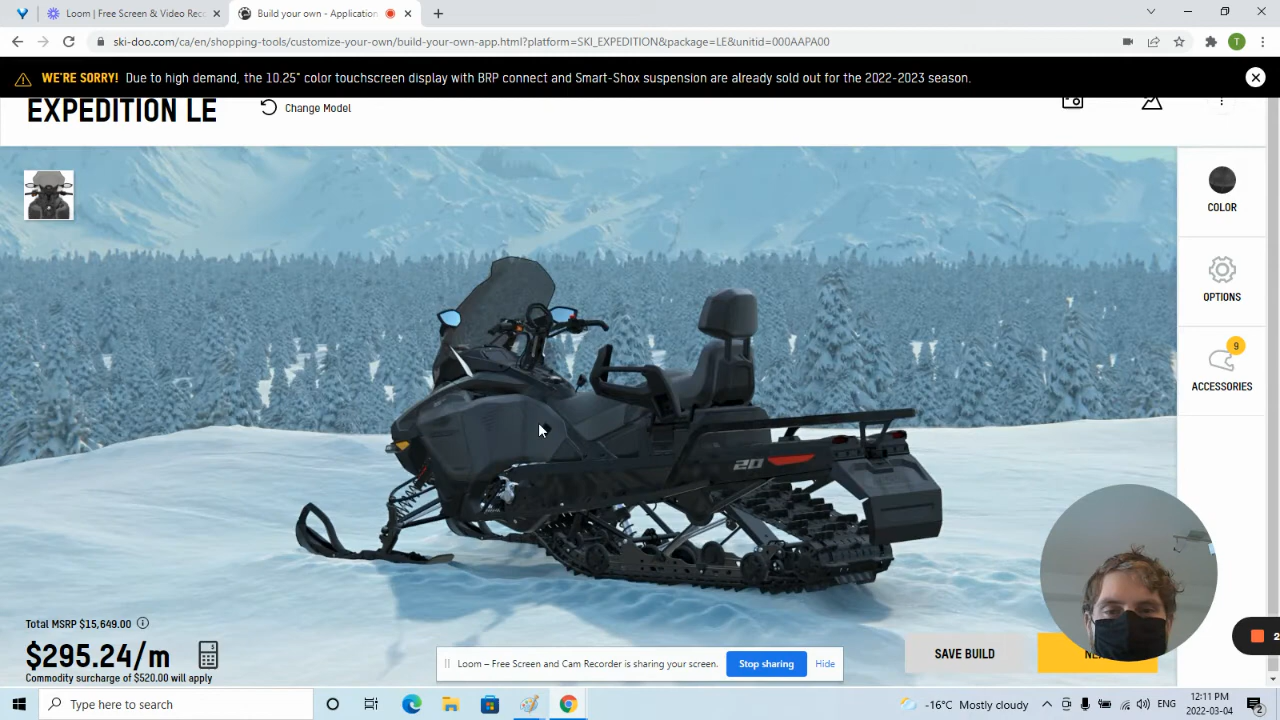 Loom | Free Screen & Video Rec
Build your own - Application
ski-doo.com/ca/en/shopping-tools/customize-your-own/build-your-own-app.html?platform=SKI_EXPEDITION&package=LE&unitid=000AAPA00
T
WE'RE SORRY! Due to high demand, the 10.25" color touchscreen display with BRP connect and Smart-Shox suspension are already sold out for the 2022-2023 season.
EXPEDITION LE
Change Model
COLOR
OPTIONS
9
ACCESSORIES
20
Total MSRP $15,649.00
$295.24/m
Commodity surcharge of $520.00 will apply
Loom – Free Screen and Cam Recorder is sharing your screen.
Stop sharing
Hide
SAVE BUILD
2
Type here to search
-16°C Mostly cloudy
ENG
12:11 PM
2022-03-04
2